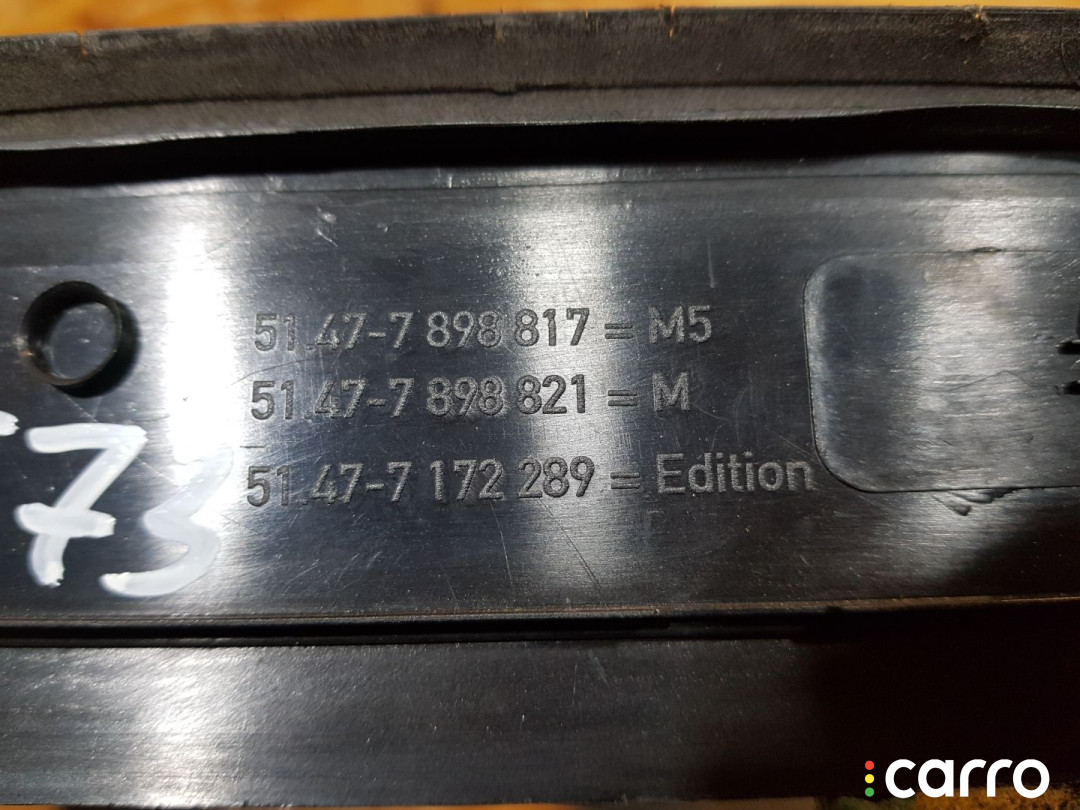 51.47-7 898 817 = M5
51.47-7 898 821 = M
51.47-7 172 289 = Edition
73
carro